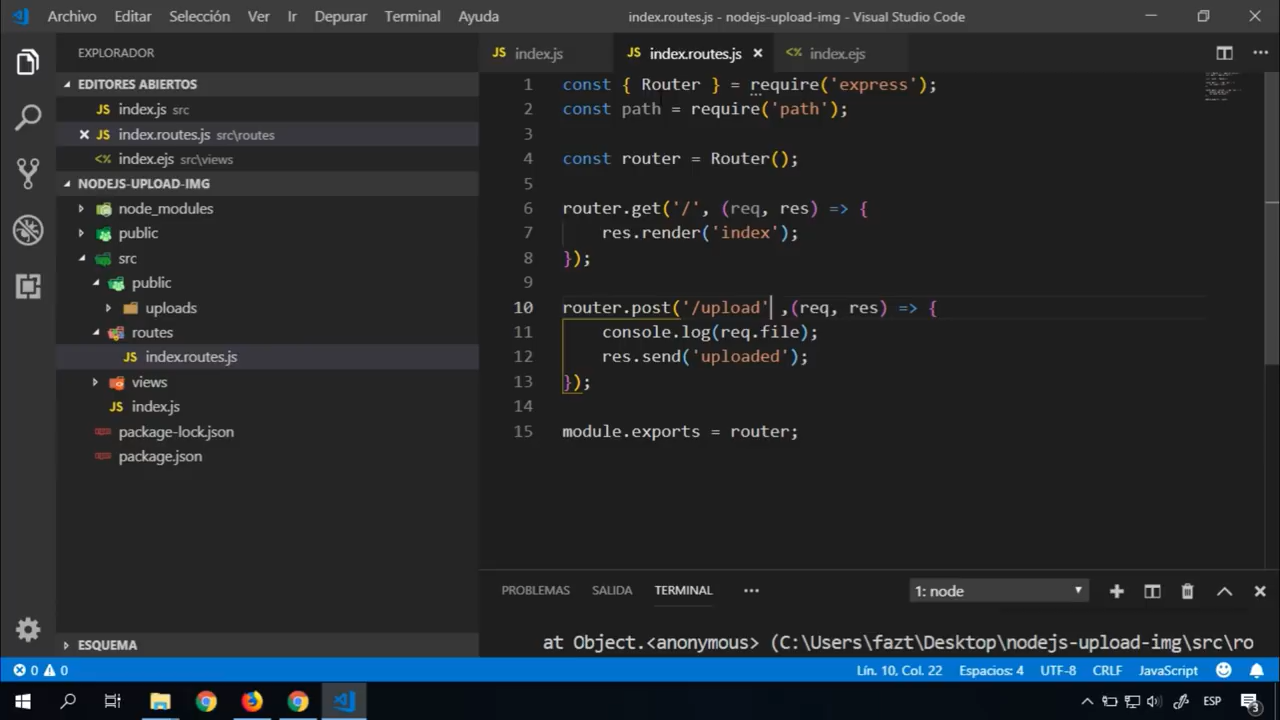 Archivo Editar Selección Ver Ir Depurar Terminal Ayuda index.routes.js - nodejs-upload-img - Visual Studio Code
EXPLORADOR
EDITORES ABIERTOS
JS index.js src
JS index.routes.js src\routes
<> index.ejs src\views
NODEJS-UPLOAD-IMG
node_modules
public
src
public
uploads
routes
JS index.routes.js
views
JS index.js
package-lock.json
package.json
ESQUEMA
JS index.js JS index.routes.js <> index.ejs
1 const { Router } = require('express');
2 const path = require('path');
3
4 const router = Router();
5
6 router.get('/', (req, res) => {
7 res.render('index');
8 });
9
10 router.post('/upload' ,(req, res) => {
11 console.log(req.file);
12 res.send('uploaded');
13 });
14
15 module.exports = router;
PROBLEMAS SALIDA TERMINAL ••• 1: node
at Object.<anonymous> (C:\Users\fazt\Desktop\nodejs-upload-img\src\ro
0 0 Lín. 10, Col. 22 Espacios: 4 UTF-8 CRLF JavaScript
ESP 3